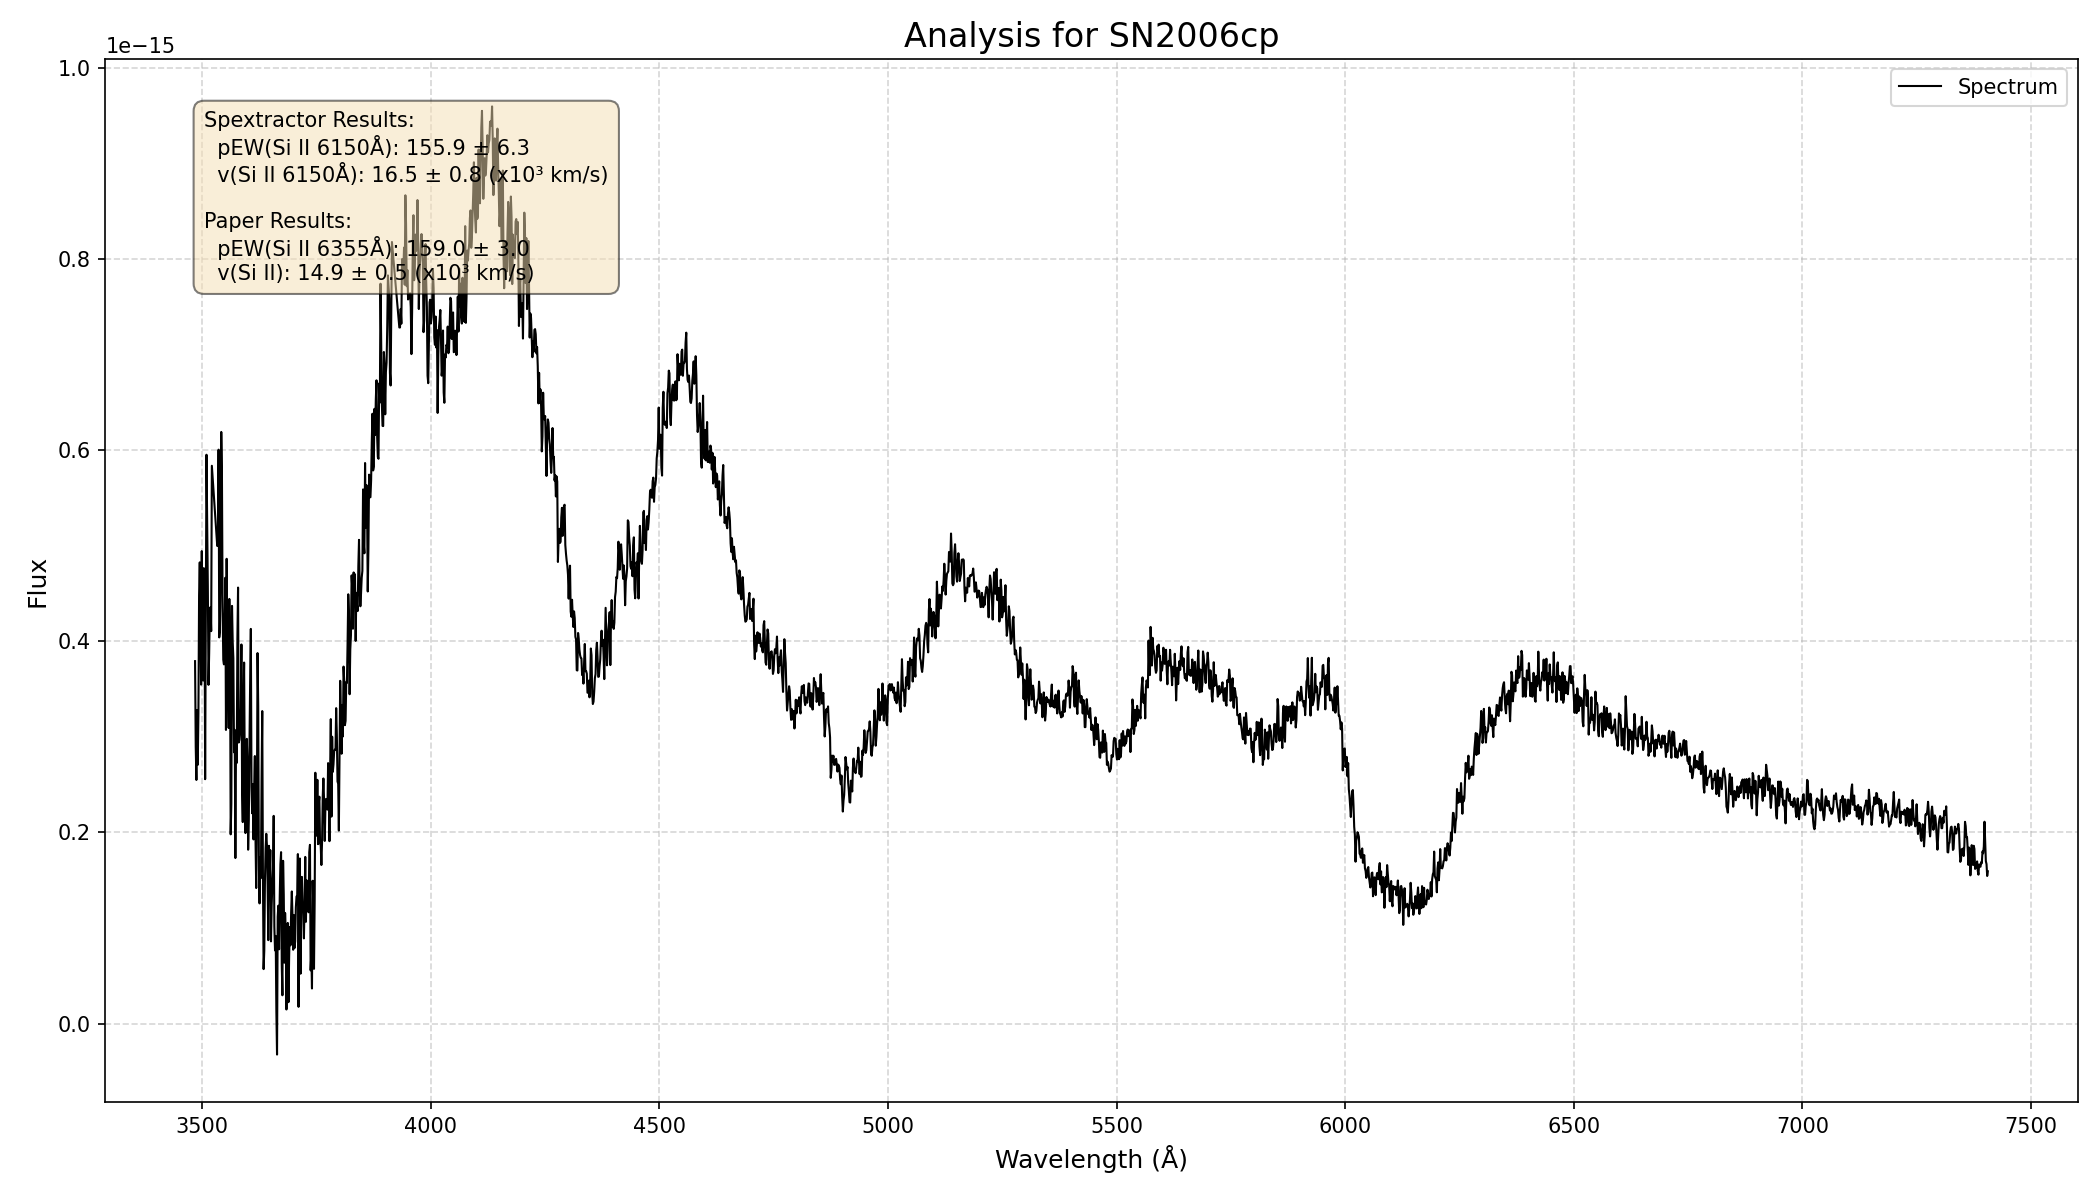 Analysis for SN2006cp
1e−15
Spectrum
Spextractor Results:
pEW(Si II 6150Å): 155.9 ± 6.3
v(Si II 6150Å): 16.5 ± 0.8 (x10³ km/s)
Paper Results:
pEW(Si II 6355Å): 159.0 ± 3.0
v(Si II): 14.9 ± 0.5 (x10³ km/s)
1.0
0.8
0.6
0.4
0.2
0.0
Flux
3500 4000 4500 5000 5500 6000 6500 7000 7500
Wavelength (Å)